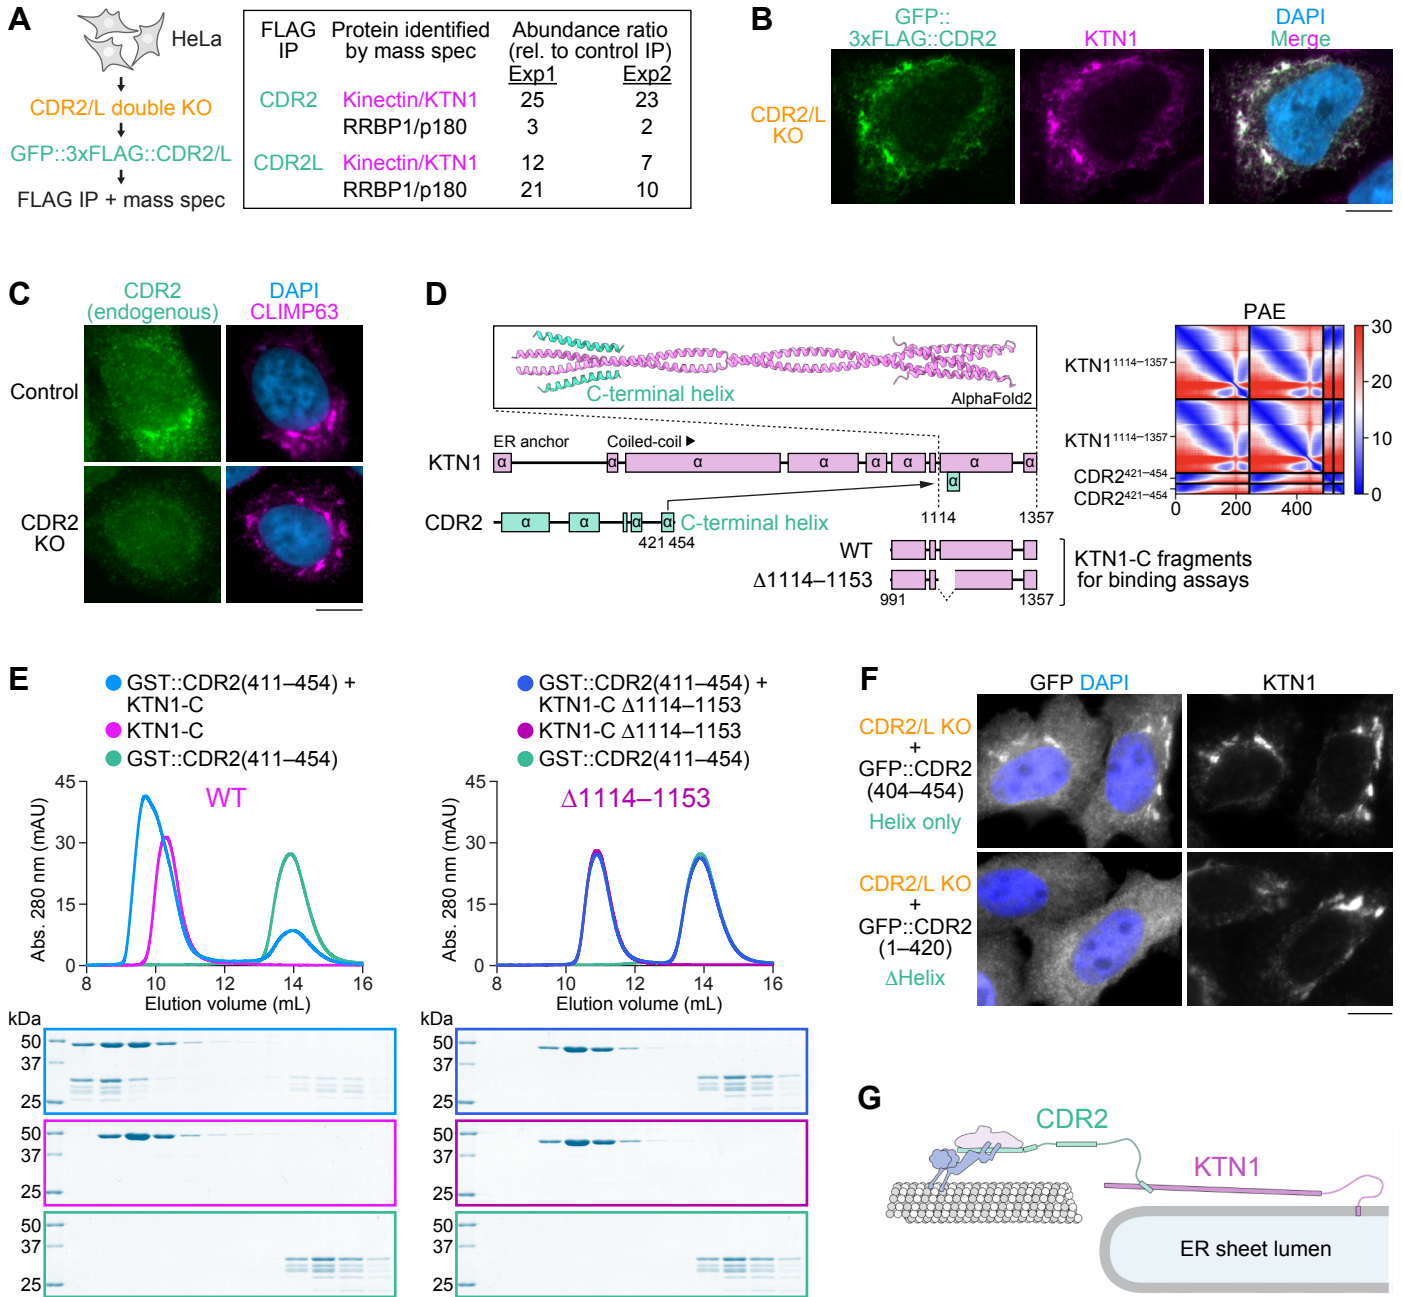 A
HeLa
CDR2/L double KO
GFP::3xFLAG::CDR2/L
FLAG IP + mass spec
FLAG IP
Protein identified by mass spec
Abundance ratio (rel. to control IP)
Exp1 Exp2
CDR2 Kinectin/KTN1 25 23
RRBP1/p180 3 2
CDR2L Kinectin/KTN1 12 7
RRBP1/p180 21 10
B
GFP::
3xFLAG::CDR2
KTN1
DAPI
Merge
CDR2/L
KO
C
CDR2
(endogenous)
DAPI
CLIMP63
Control
CDR2
KO
D
C-terminal helix
AlphaFold2
ER anchor
Coiled-coil ▶
KTN1
α α α α α α α α
α
CDR2
α α α α
C-terminal helix
421 454
1114 1357
WT
Δ1114–1153
991 1357
KTN1-C fragments
for binding assays
PAE
KTN1¹¹¹⁴⁻¹³⁵⁷
KTN1¹¹¹⁴⁻¹³⁵⁷
CDR2⁴²¹⁻⁴⁵⁴
CDR2⁴²¹⁻⁴⁵⁴
0 200 400
30
20
10
0
E
GST::CDR2(411–454) +
KTN1-C
KTN1-C
GST::CDR2(411–454)
WT
Abs. 280 nm (mAU)
45
30
15
0
8 10 12 14 16
Elution volume (mL)
GST::CDR2(411–454) +
KTN1-C Δ1114–1153
KTN1-C Δ1114–1153
GST::CDR2(411–454)
Δ1114–1153
Abs. 280 nm (mAU)
45
30
15
0
8 10 12 14 16
Elution volume (mL)
kDa
50
37
25
50
37
25
50
37
25
kDa
50
37
25
50
37
25
50
37
25
F
GFP DAPI
KTN1
CDR2/L KO
+
GFP::CDR2
(404–454)
Helix only
CDR2/L KO
+
GFP::CDR2
(1–420)
ΔHelix
G
CDR2
KTN1
ER sheet lumen